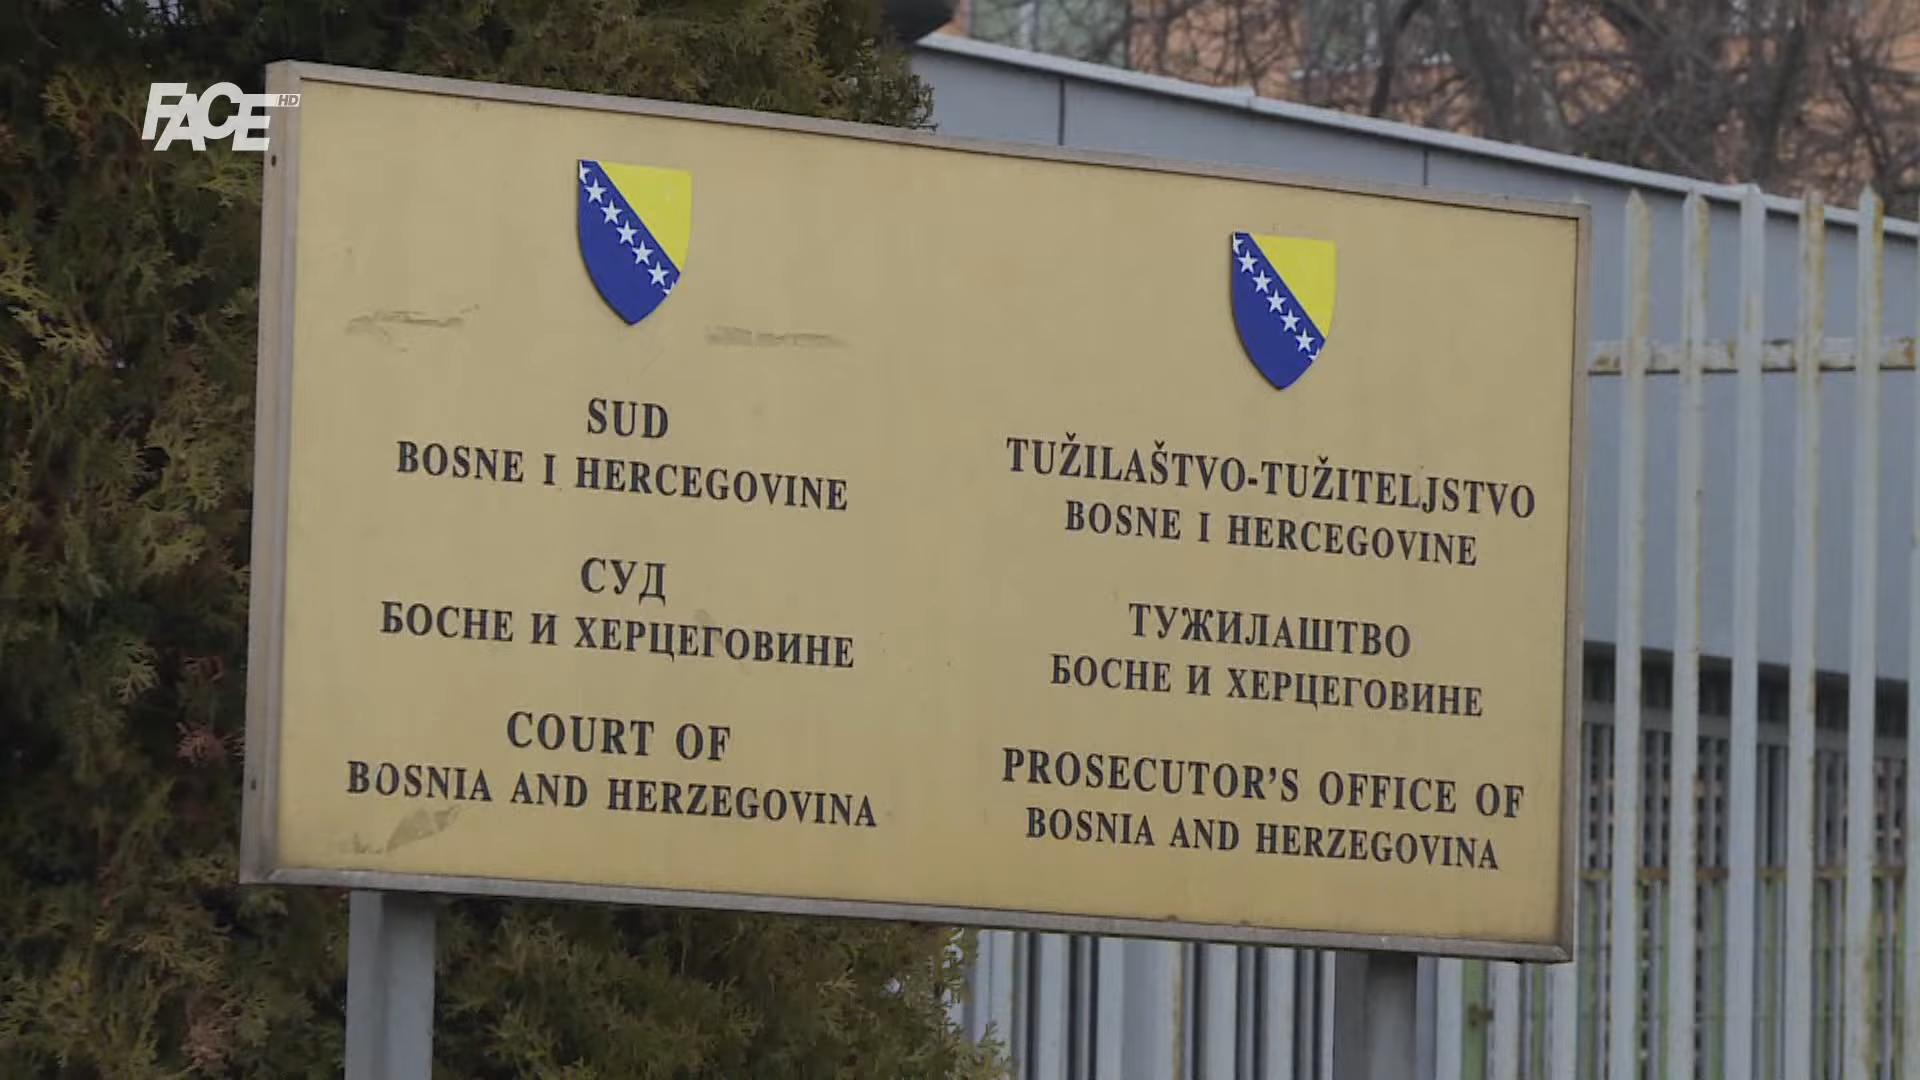 FACE HD
SUD
BOSNE I HERCEGOVINE
СУД
БОСНЕ И ХЕРЦЕГОВИНЕ
COURT OF
BOSNIA AND HERZEGOVINA
TUŽILAŠTVO-TUŽITELJSTVO
BOSNE I HERCEGOVINE
ТУЖИЛАШТВО
БОСНЕ И ХЕРЦЕГОВИНЕ
PROSECUTOR’S OFFICE OF
BOSNIA AND HERZEGOVINA